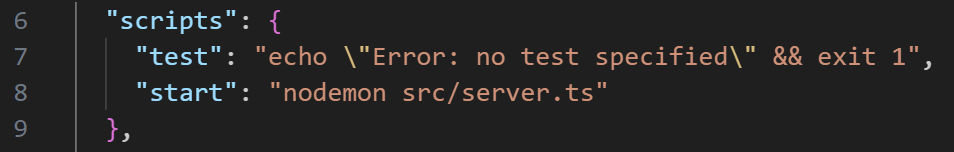 6 "scripts": {
7 "test": "echo \"Error: no test specified\" && exit 1",
8 "start": "nodemon src/server.ts"
9 },